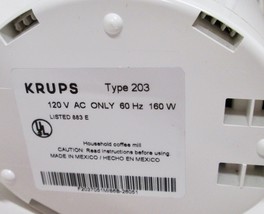 KRUPS Type 203
120 V AC ONLY 60 Hz 160 W
LISTED 883 E
UL
Household coffee mill
CAUTION: Read instructions before using.
MADE IN MEXICO / HECHO EN MEXICO